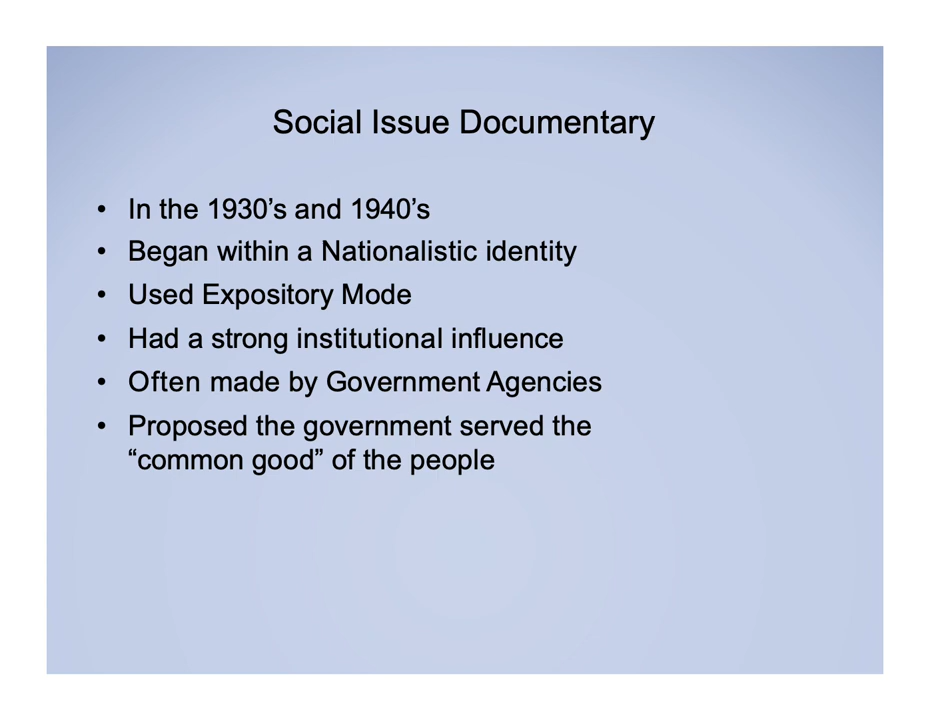 Social Issue Documentary
• In the 1930’s and 1940’s
• Began within a Nationalistic identity
• Used Expository Mode
• Had a strong institutional influence
• Often made by Government Agencies
• Proposed the government served the
“common good” of the people